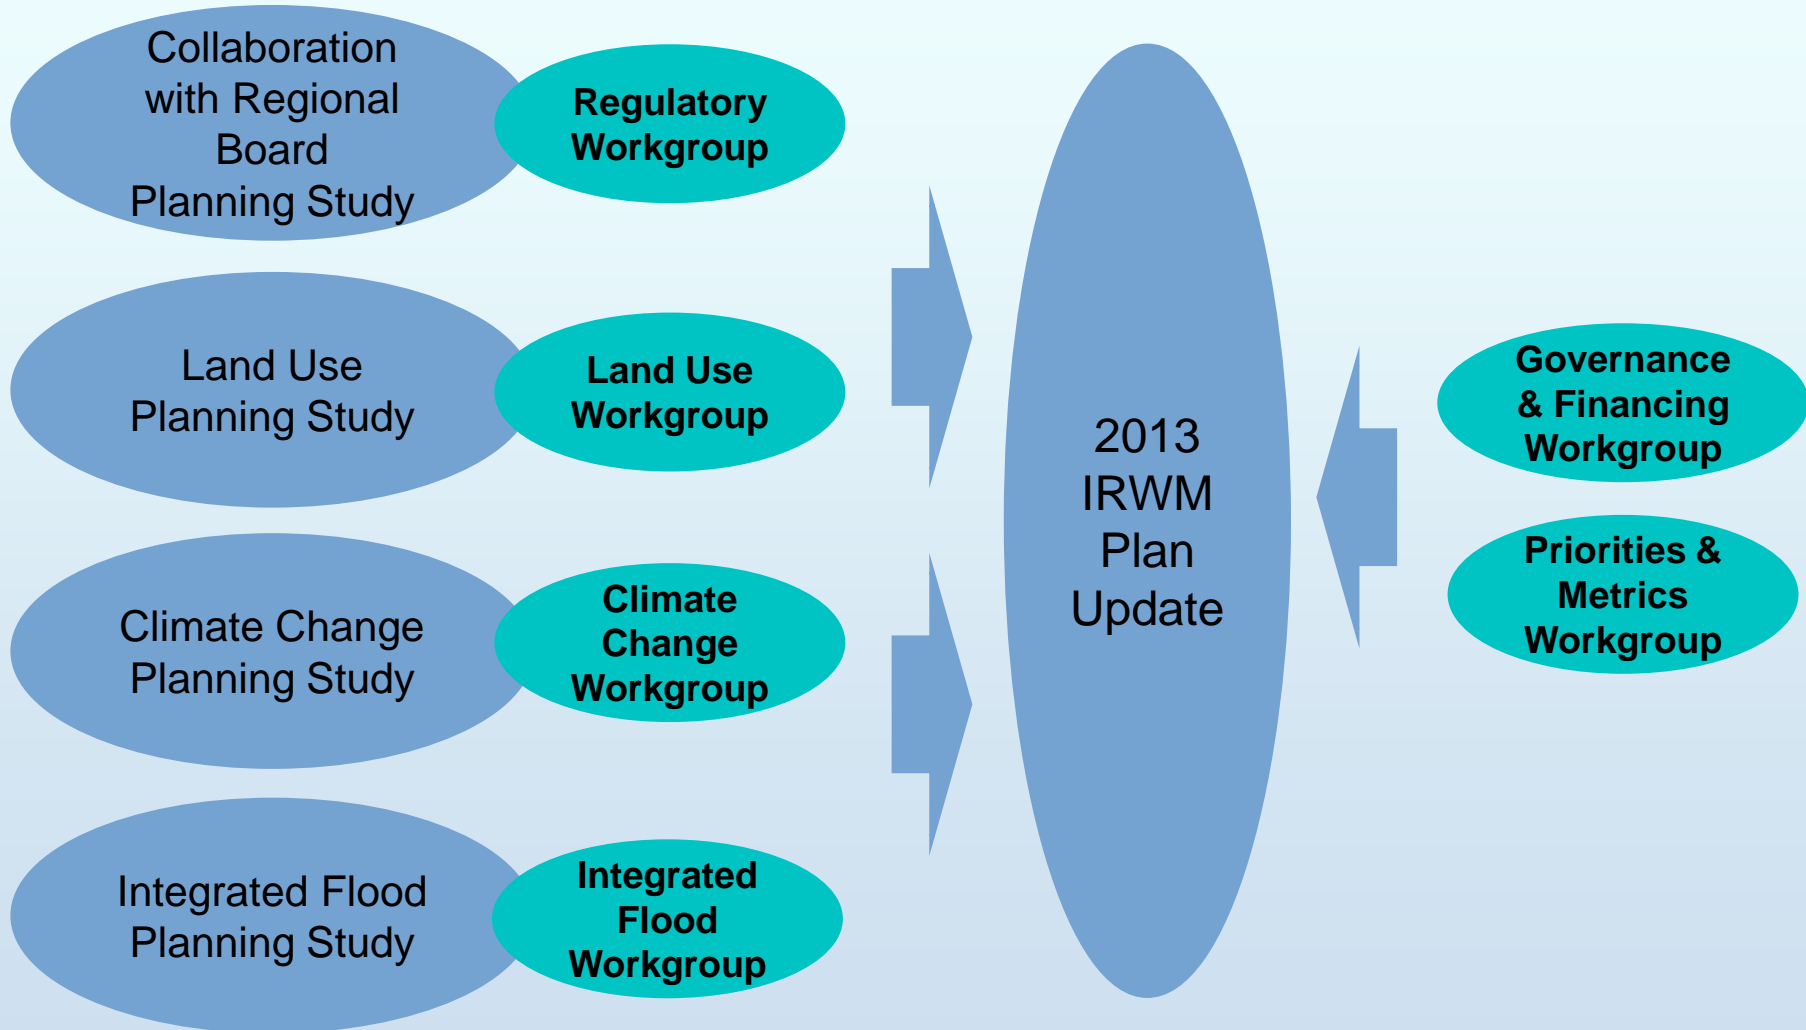 Collaboration
with Regional
Board
Planning Study
Regulatory
Workgroup
Land Use
Planning Study
Land Use
Workgroup
Climate Change
Planning Study
Climate
Change
Workgroup
Integrated Flood
Planning Study
Integrated
Flood
Workgroup
2013
IRWM
Plan
Update
Governance
& Financing
Workgroup
Priorities &
Metrics
Workgroup